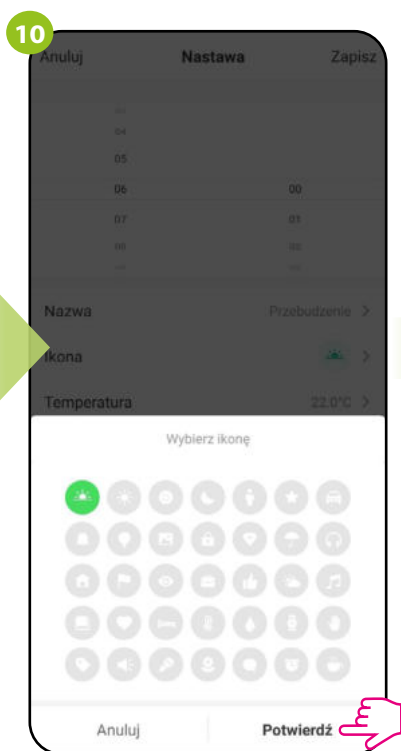 10
Anuluj Nastawa Zapisz
04
05
06 00
07 01
Nazwa Przebudzenie >
Ikona >
Temperatura 22.0°C >
Wybierz ikonę
Anuluj Potwierdź